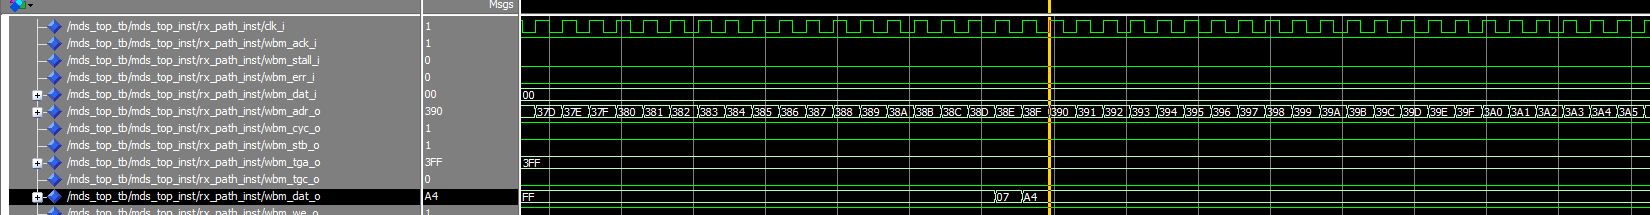 Msgs
/mds_top_tb/mds_top_inst/rx_path_inst/clk_i 1
/mds_top_tb/mds_top_inst/rx_path_inst/wbm_ack_i 1
/mds_top_tb/mds_top_inst/rx_path_inst/wbm_stall_i 0
/mds_top_tb/mds_top_inst/rx_path_inst/wbm_err_i 0
/mds_top_tb/mds_top_inst/rx_path_inst/wbm_dat_i 00 00
/mds_top_tb/mds_top_inst/rx_path_inst/wbm_adr_o 390 37D 37E 37F 380 381 382 383 384 385 386 387 388 389 38A 38B 38C 38D 38E 38F 390 391 392 393 394 395 396 397 398 399 39A 39B 39C 39D 39E 39F 3A0 3A1 3A2 3A3 3A4 3A5
/mds_top_tb/mds_top_inst/rx_path_inst/wbm_cyc_o 1
/mds_top_tb/mds_top_inst/rx_path_inst/wbm_stb_o 1
/mds_top_tb/mds_top_inst/rx_path_inst/wbm_tga_o 3FF 3FF
/mds_top_tb/mds_top_inst/rx_path_inst/wbm_tgc_o 0
/mds_top_tb/mds_top_inst/rx_path_inst/wbm_dat_o A4 FF 07 A4
/mds_top_tb/mds_top_inst/rx_path_inst/wbm_we_o 1